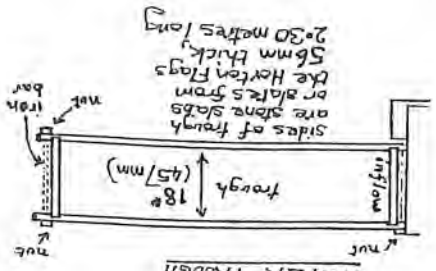 TROUGH
nut
nut
inflow
trough
18"
(457mm)
sides of trough
are stone slabs
or slates from
the Horton Flags
56mm thick,
2·30 metres long
nut
iron
bar